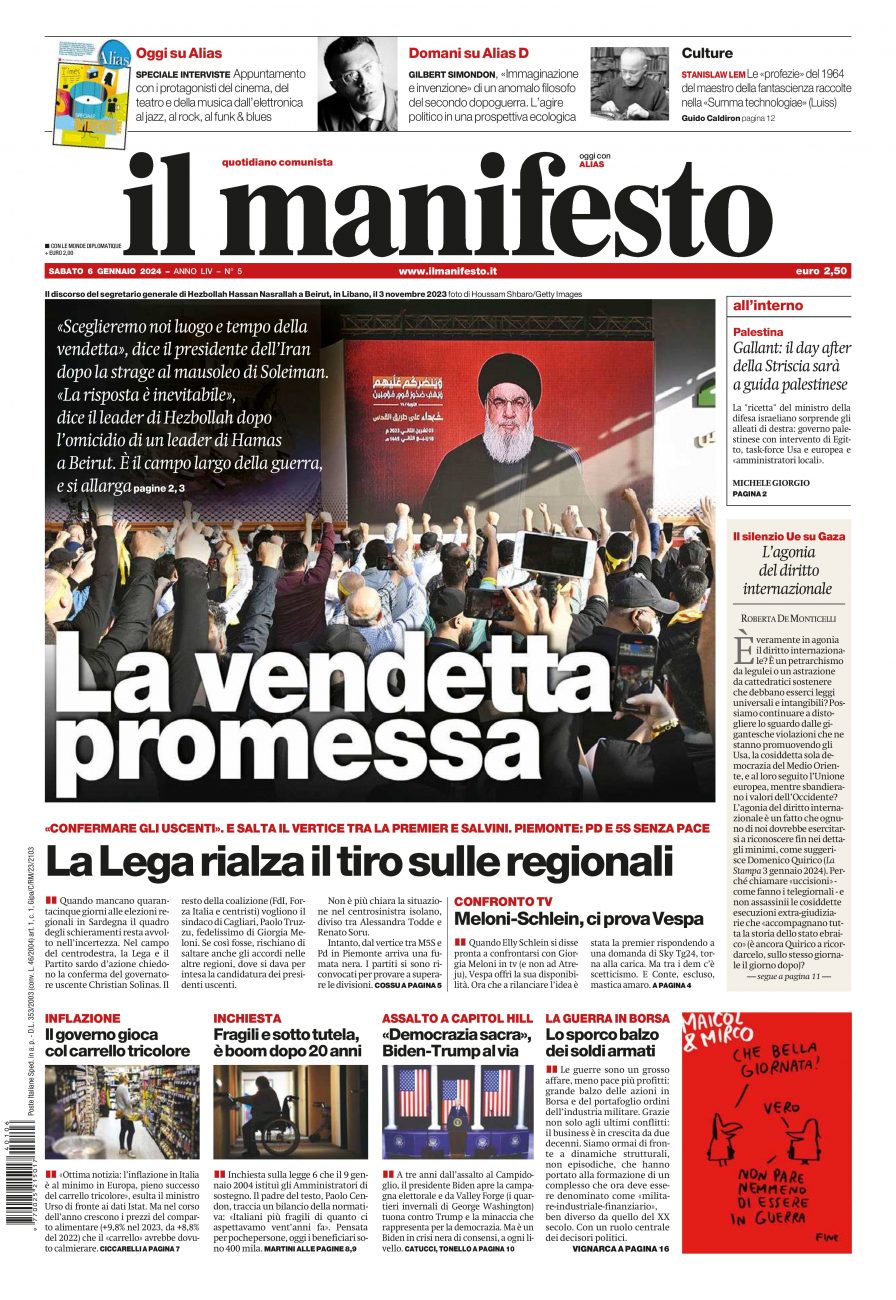 Oggi su Alias
SPECIALE INTERVISTE Appuntamento
con i protagonisti del cinema, del
teatro e della musica dall'elettronica
al jazz, al rock, al funk & blues
Domani su Alias D
GILBERT SIMONDON, «Immaginazione
e invenzione» di un anomalo filosofo
del secondo dopoguerra. L'agire
politico in una prospettiva ecologica
Culture
STANISLAW LEM Le «profezie» del 1964
del maestro della fantascienza raccolte
nella «Summa technologiae» (Luiss)
Guido Caldiron pagina 12
Alias
quotidiano comunista
oggi con
ALIAS
il manifesto
■ CON LE MONDE DIPLOMATIQUE
+ EURO 2,00
SABATO 6 GENNAIO 2024 – ANNO LIV – N° 5
www.ilmanifesto.it
euro 2,50
Il discorso del segretario generale di Hezbollah Hassan Nasrallah a Beirut, in Libano, il 3 novembre 2023 foto di Houssam Shbaro/Getty Images
«Sceglieremo noi luogo e tempo della
vendetta», dice il presidente dell'Iran
dopo la strage al mausoleo di Soleiman.
«La risposta è inevitabile»,
dice il leader di Hezbollah dopo
l'omicidio di un leader di Hamas
a Beirut. È il campo largo della guerra,
e si allarga pagine 2, 3
La vendetta
promessa
all'interno
Palestina
Gallant: il day after
della Striscia sarà
a guida palestinese
La "ricetta" del ministro della
difesa israeliano sorprende gli
alleati di destra: governo pale-
stinese con intervento di Egit-
to, task-force Usa e europea e
«amministratori locali».
MICHELE GIORGIO
PAGINA 2
Il silenzio Ue su Gaza
L'agonia
del diritto
internazionale
ROBERTA DE MONTICELLI
È veramente in agonia
il diritto internaziona-
le? È un petrarchismo
da legulei o un astrazione
da cattedratici sostenere
che debbano esserci leggi
universali e intangibili? Pos-
siamo continuare a disto-
gliere lo sguardo dalle gi-
gantesche violazioni che ne
stanno promuovendo gli
Usa, la cosiddetta sola de-
mocrazia del Medio Orien-
te, e al loro seguito l'Unione
europea, mentre sbandiera-
no i valori dell'Occidente?
L'agonia del diritto interna-
zionale è un fatto che ognu-
no di noi dovrebbe esercitar-
si a riconoscere fin nei detta-
gli minimi, come suggeri-
sce Domenico Quirico (La
Stampa 3 gennaio 2024). Per-
ché chiamare «uccisioni» -
come fanno i telegiornali - e
non assassinii le cosiddette
esecuzioni extra-giudizia-
rie che «accompagnano tut-
ta la storia dello stato ebrai-
co» (è ancora Quirico a ricor-
darcelo, sullo stesso giorna-
le il giorno dopo)?
— segue a pagina 11 —
«CONFERMARE GLI USCENTI». E SALTA IL VERTICE TRA LA PREMIER E SALVINI. PIEMONTE: PD E 5S SENZA PACE
La Lega rialza il tiro sulle regionali
Quando mancano quaran-
tacinque giorni alle elezioni re-
gionali in Sardegna il quadro
degli schieramenti resta avvol-
to nell'incertezza. Nel campo
del centrodestra, la Lega e il
Partito sardo d'azione chiedo-
no la conferma del governato-
re uscente Christian Solinas. Il
resto della coalizione (FdI, For-
za Italia e centristi) vogliono il
sindaco di Cagliari, Paolo Truz-
zu, fedelissimo di Giorgia Me-
loni. Se così fosse, rischiano di
saltare anche gli accordi nelle
altre regioni, dove si dava per
intesa la candidatura dei presi-
denti uscenti.
Non è più chiara la situazio-
ne nel centrosinistra isolano,
diviso tra Alessandra Todde e
Renato Soru.
Intanto, dal vertice tra M5S e
Pd in Piemonte arriva una fu-
mata nera. I partiti si sono ri-
convocati per provare a supera-
re le divisioni. COSSU A PAGINA 5
CONFRONTO TV
Meloni-Schlein, ci prova Vespa
Quando Elly Schlein si disse
pronta a confrontarsi con Gior-
gia Meloni in tv (e non ad Atre-
ju), Vespa offrì la sua disponibi-
lità. Ora che a rilanciare l'idea è
stata la premier rispondendo a
una domanda di Sky Tg24, tor-
na alla carica. Ma tra i dem c'è
scetticismo. E Conte, escluso,
mastica amaro. A PAGINA 4
INFLAZIONE
Il governo gioca
col carrello tricolore
«Ottima notizia: l'inflazione in Italia
è al minimo in Europa, pieno successo
del carrello tricolore», esulta il ministro
Urso di fronte ai dati Istat. Ma nel corso
dell'anno crescono i prezzi del compar-
to alimentare (+9,8% nel 2023, da +8,8%
del 2022) che il «carrello» avrebbe dovu-
to calmierare. CICCARELLI A PAGINA 7
INCHIESTA
Fragili e sotto tutela,
è boom dopo 20 anni
Inchiesta sulla legge 6 che il 9 gen-
naio 2004 istituì gli Amministratori di
sostegno. Il padre del testo, Paolo Cen-
don, traccia un bilancio della normati-
va: «Italiani più fragili di quanto ci
aspettavamo vent'anni fa». Pensata
per poche persone, oggi i beneficiari so-
no 400 mila. MARTINI ALLE PAGINE 8,9
ASSALTO A CAPITOL HILL
«Democrazia sacra»,
Biden-Trump al via
A tre anni dall'assalto al Campido-
glio, il presidente Biden apre la campa-
gna elettorale e da Valley Forge (i quar-
tieri invernali di George Washington)
tuona contro Trump e la minaccia che
rappresenta per la democrazia. Ma è un
Biden in crisi nera di consensi, a ogni li-
vello. CATUCCI, TONELLO A PAGINA 10
LA GUERRA IN BORSA
Lo sporco balzo
dei soldi armati
Le guerre sono un grosso
affare, meno pace più profitti:
grande balzo delle azioni in
Borsa e del portafoglio ordini
dell'industria militare. Grazie
non solo agli ultimi conflitti:
il business è in crescita da due
decenni. Siamo ormai di fron-
te a dinamiche strutturali,
non episodiche, che hanno
portato alla formazione di un
complesso che ora deve esse-
re denominato come «milita-
re-industriale-finanziario»,
ben diverso da quello del XX
secolo. Con un ruolo centrale
dei decisori politici.
VIGNARCA A PAGINA 16
MAICOL
& MIRCO
CHE BELLA
GIORNATA!
VERO
NON PARE
NEMMENO
DI ESSERE
IN GUERRA
FINE
Poste Italiane Sped. in a. p. - D.L. 353/2003 (conv. L. 46/2004) art. 1, c. 1, Gipa/C/RM/23/2103
40106
9 770025 215017